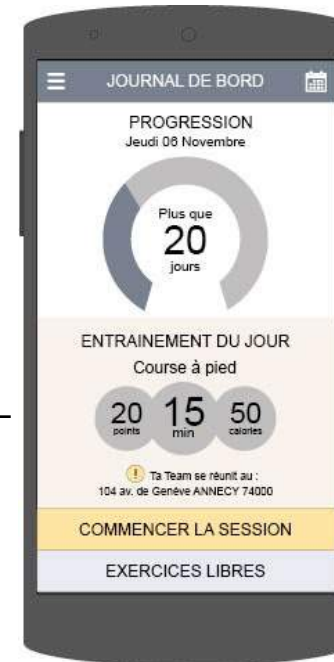 JOURNAL DE BORD
PROGRESSION
Jeudi 06 Novembre
Plus que
20
jours
ENTRAINEMENT DU JOUR
Course à pied
20 15 50
points min calories
! Ta Team se réunit au :
104 av. de Genève ANNECY 74000
COMMENCER LA SESSION
EXERCICES LIBRES